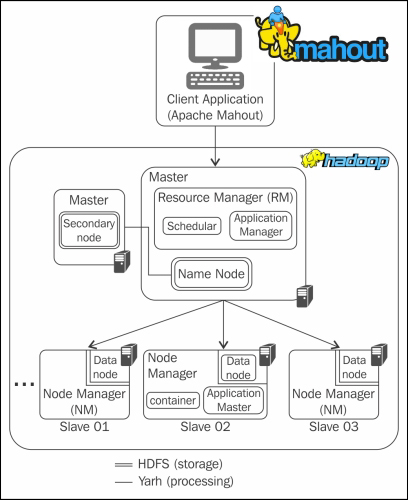 mahout
Client Application
(Apache Mahout)
hadoop
Master
Resource Manager (RM)
Schedular
Application
Manager
Name Node
Master
Secondary
node
Data
node
Node Manager
(NM)
Slave 01
Node
Manager
Data
node
container
Application
Master
Slave 02
Data
node
Node Manager
(NM)
Slave 03
...
HDFS (storage)
Yarh (processing)